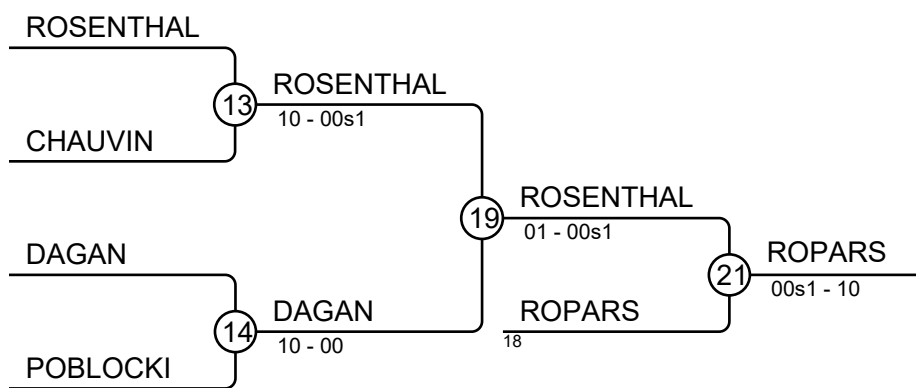 ROSENTHAL
13
ROSENTHAL
10 - 00s1
CHAUVIN
19
ROSENTHAL
01 - 00s1
DAGAN
21
ROPARS
00s1 - 10
14
DAGAN
10 - 00
ROPARS
18
POBLOCKI